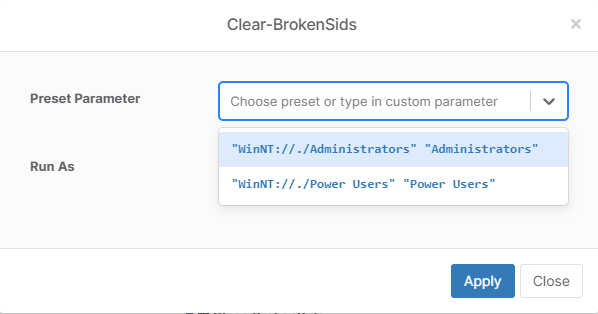 Clear-BrokenSids
×
Preset Parameter
Choose preset or type in custom parameter
"WinNT://./Administrators" "Administrators"
Run As
"WinNT://./Power Users" "Power Users"
Apply
Close